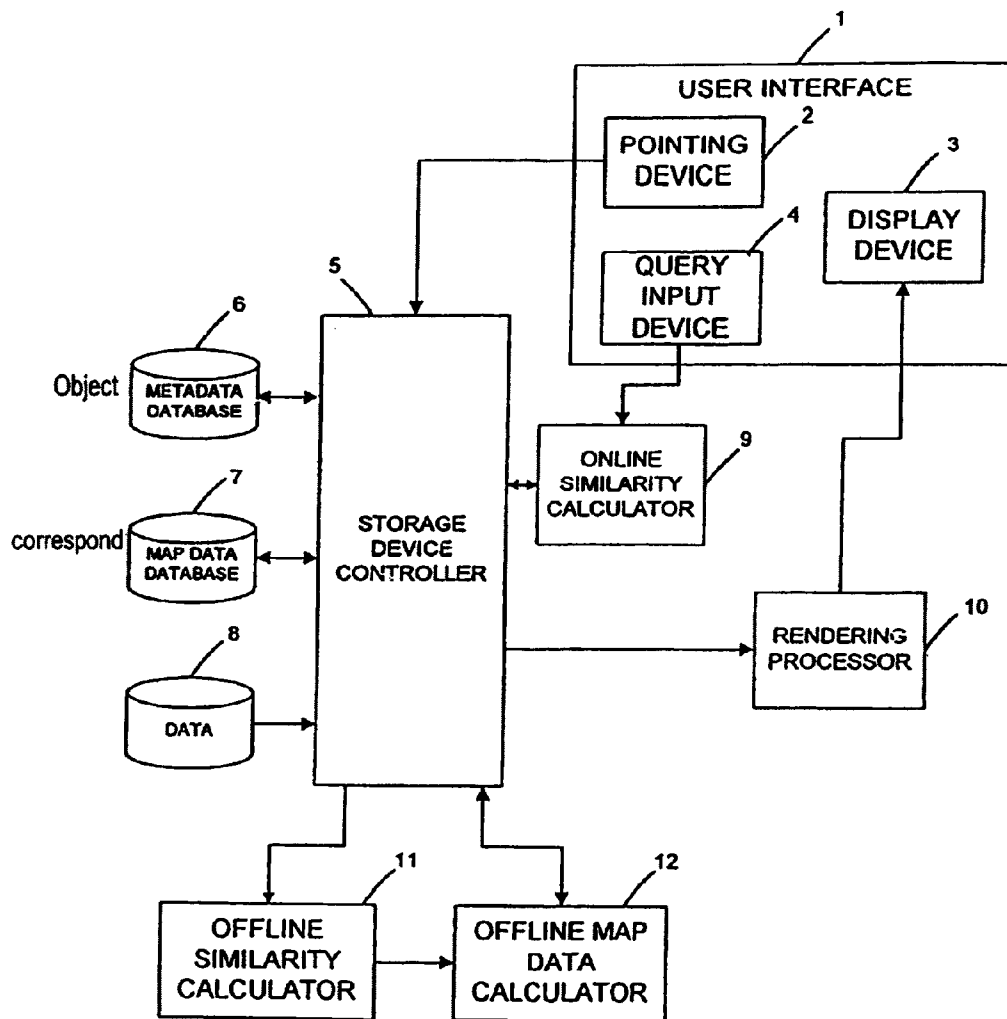 1
USER INTERFACE
2
POINTING
DEVICE
3
DISPLAY
DEVICE
4
QUERY
INPUT
DEVICE
5
STORAGE
DEVICE
CONTROLLER
6
Object
METADATA
DATABASE
7
correspond
MAP DATA
DATABASE
8
DATA
9
ONLINE
SIMILARITY
CALCULATOR
10
RENDERING
PROCESSOR
11
OFFLINE
SIMILARITY
CALCULATOR
12
OFFLINE MAP
DATA
CALCULATOR